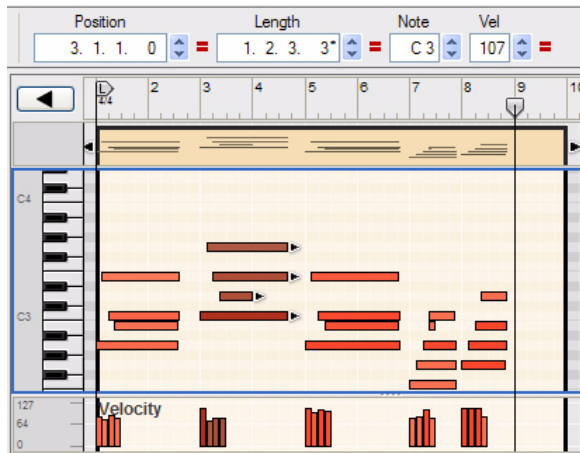 Position Length Note Vel
3. 1. 1. 0 = 1. 2. 3. 3* = C 3 107 =
L 2 3 4 5 6 7 8 9 10
4/4
C4
C3
127 Velocity
64
0